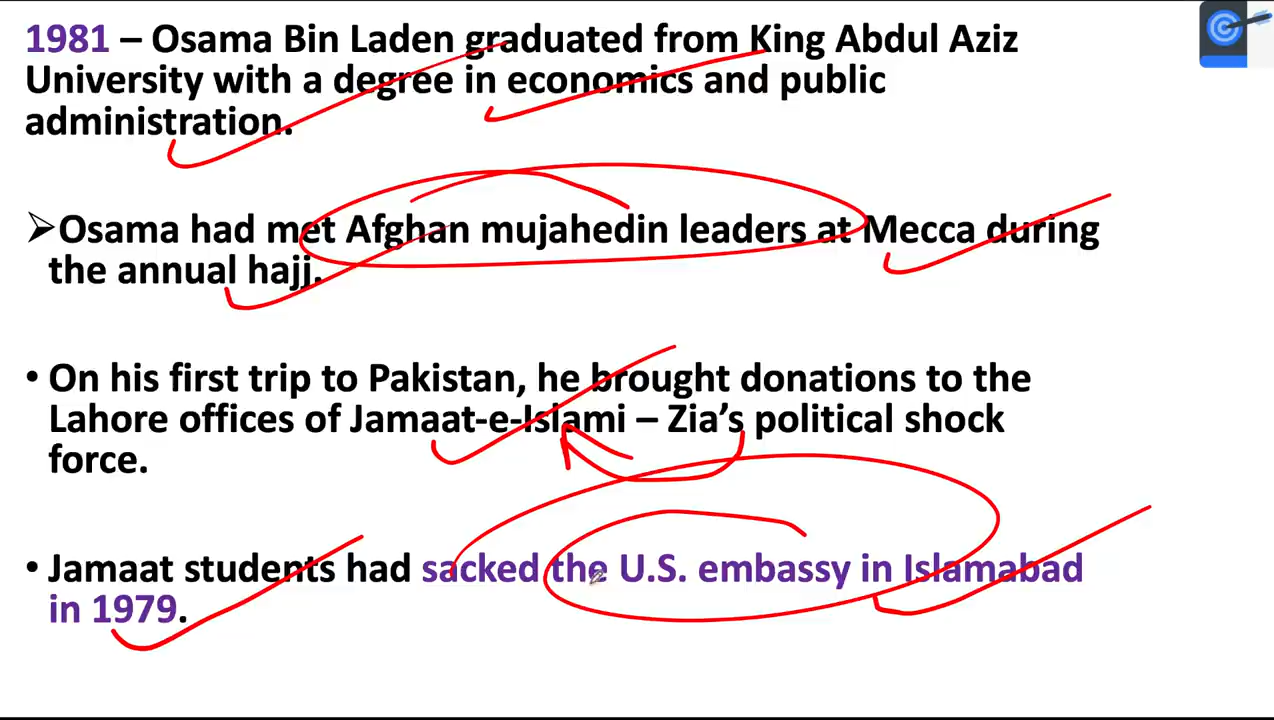 1981 – Osama Bin Laden graduated from King Abdul Aziz
University with a degree in economics and public
administration.
➢Osama had met Afghan mujahedin leaders at Mecca during
the annual hajj.
• On his first trip to Pakistan, he brought donations to the
Lahore offices of Jamaat-e-Islami – Zia's political shock
force.
• Jamaat students had sacked the U.S. embassy in Islamabad
in 1979.